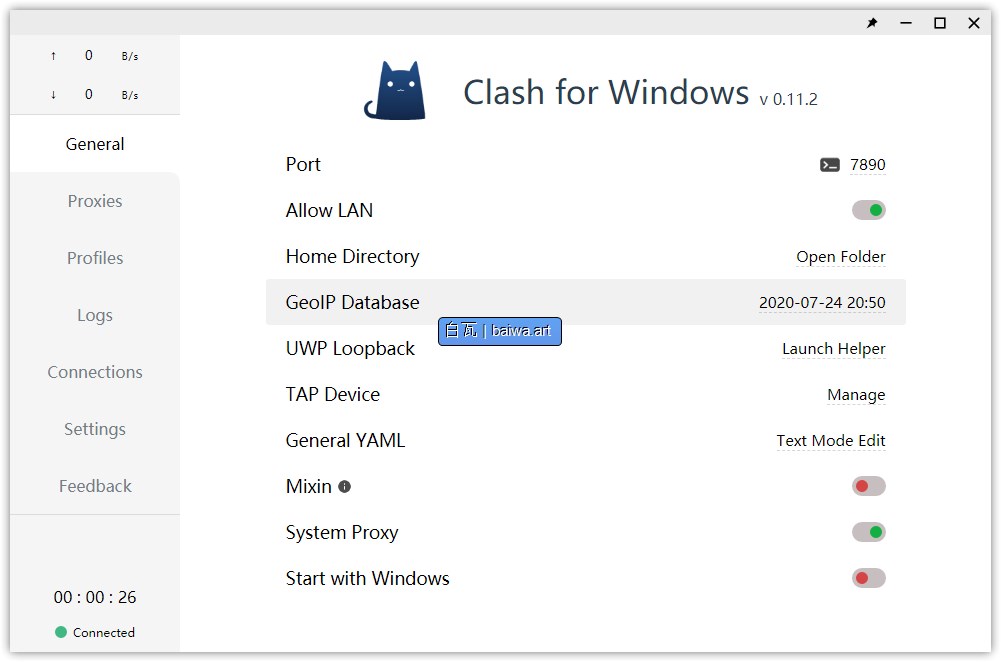 ↑ 0 B/s
↓ 0 B/s
General
Proxies
Profiles
Logs
Connections
Settings
Feedback
00 : 00 : 26
Connected
Clash for Windows v 0.11.2
Port 7890
Allow LAN
Home Directory Open Folder
GeoIP Database 2020-07-24 20:50
白瓦 | baiwa.art
UWP Loopback Launch Helper
TAP Device Manage
General YAML Text Mode Edit
Mixin
System Proxy
Start with Windows